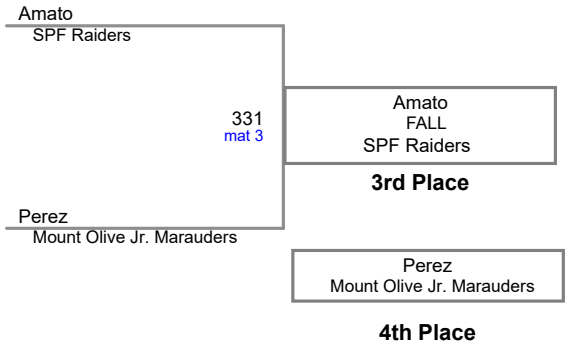 Amato
SPF Raiders
331
mat 3
Amato
FALL
SPF Raiders
3rd Place
Perez
Mount Olive Jr. Marauders
Perez
Mount Olive Jr. Marauders
4th Place